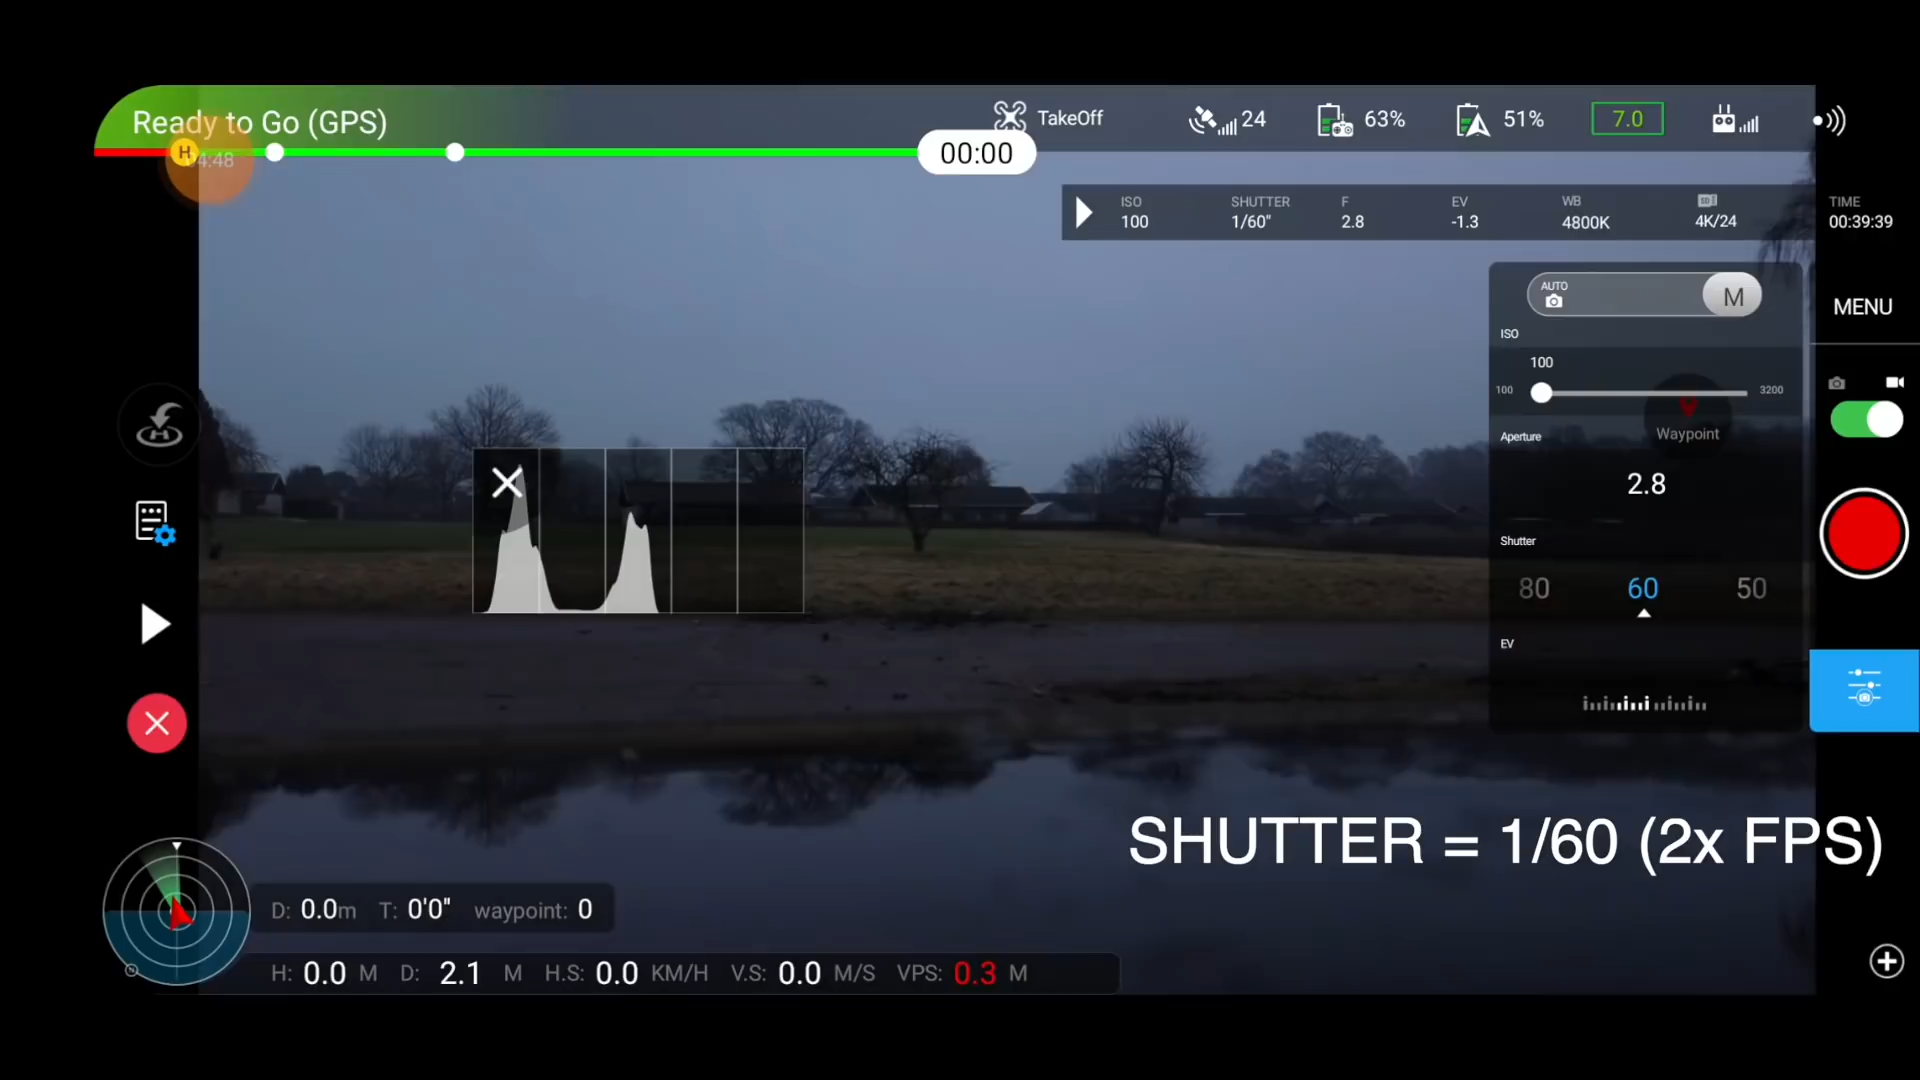 Ready to Go (GPS)
TakeOff
24
63%
51%
7.0
H
4:48
00:00
ISO
100
SHUTTER
1/60"
F
2.8
EV
-1.3
WB
4800K
4K/24
TIME
00:39:39
AUTO
M
MENU
ISO
100
100
3200
Waypoint
Aperture
2.8
Shutter
80 60 50
EV
SHUTTER = 1/60 (2x FPS)
D: 0.0m T: 0'0" waypoint: 0
H: 0.0 M D: 2.1 M H.S: 0.0 KM/H V.S: 0.0 M/S VPS: 0.3 M